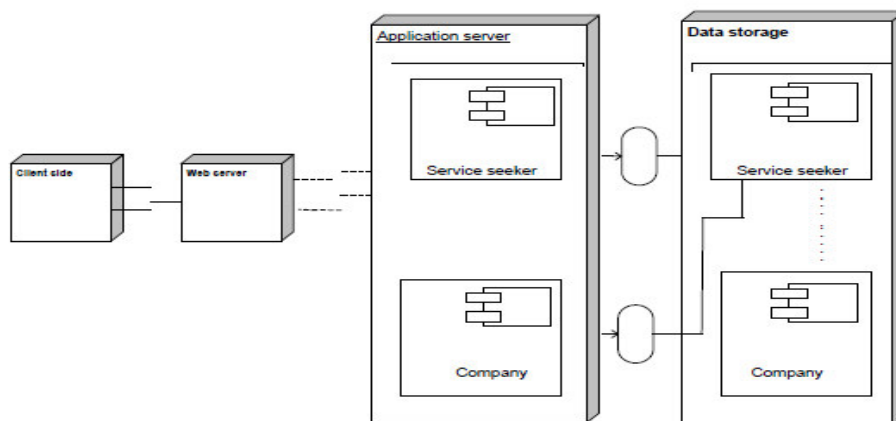 Application server
Data storage
Service seeker
Service seeker
Client side
Web server
Company
Company